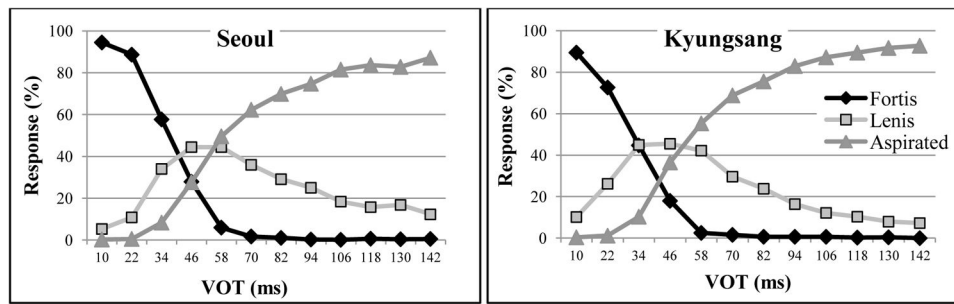 Seoul
Response (%)
100
80
60
40
20
0
10 22 34 46 58 70 82 94 106 118 130 142
VOT (ms)
Kyungsang
Response (%)
100
80
60
40
20
0
Fortis
Lenis
Aspirated
10 22 34 46 58 70 82 94 106 118 130 142
VOT (ms)